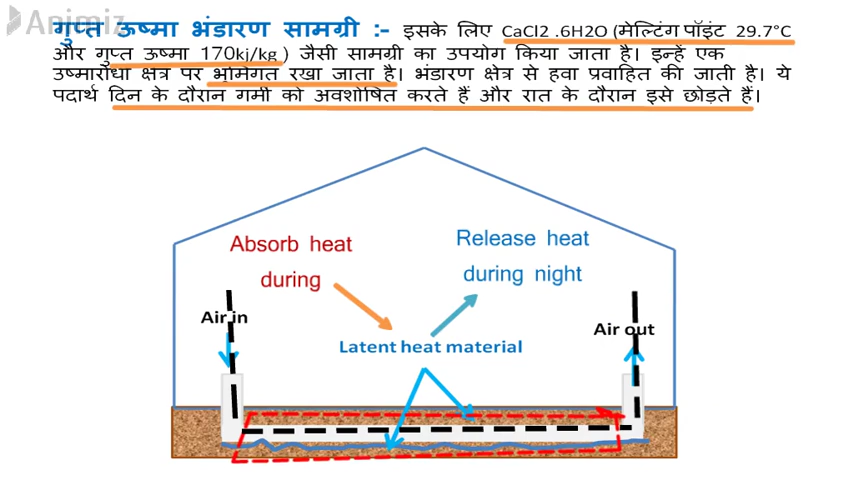 Animiz
गुप्त ऊष्मा भंडारण सामग्री :- इसके लिए CaCl2 .6H2O (मेल्टिंग पॉइंट 29.7°C
और गुप्त ऊष्मा 170kj/kg ) जैसी सामग्री का उपयोग किया जाता है। इन्हें एक
उष्मारोधी क्षेत्र पर भूमिगत रखा जाता है। भंडारण क्षेत्र से हवा प्रवाहित की जाती है। ये
पदार्थ दिन के दौरान गर्मी को अवशोषित करते हैं और रात के दौरान इसे छोड़ते हैं।
Absorb heat
during
Release heat
during night
Air in
Air out
Latent heat material